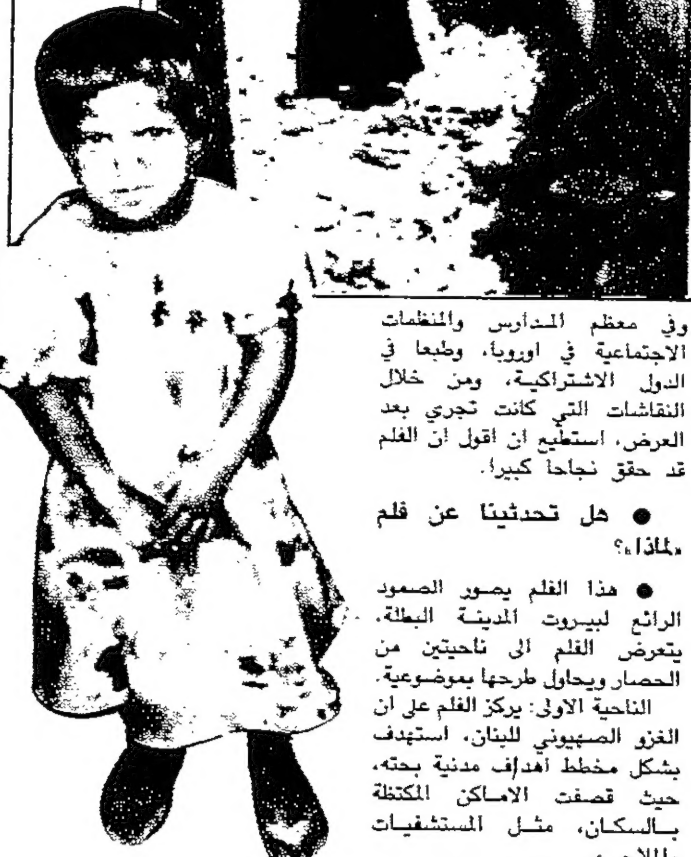 وفي معظم المدارس والمنظمات
الاجتماعية في اوروبا، وطبعا في
الدول الاشتراكية، ومن خلال
النقاشات التي كانت تجري بعد
العرض، استطيع ان اقول ان الفلم
قد حقق نجاحا كبيرا.
● هل تحدثينا عن فلم
«لماذا»؟
● هذا الفلم يصور الصمود
الرائع لبيروت المدينة البطلة،
يتعرض الفلم الى ناحيتين من
الحصار ويحاول طرحها بموضوعية.
الناحية الاولى: يركز الفلم على ان
الغزو الصهيوني للبنان، استهدف
بشكل مخطط اهداف مدنية بحته،
حيث قصفت الاماكن المكتظة
بالسكان، مثل المستشفيات